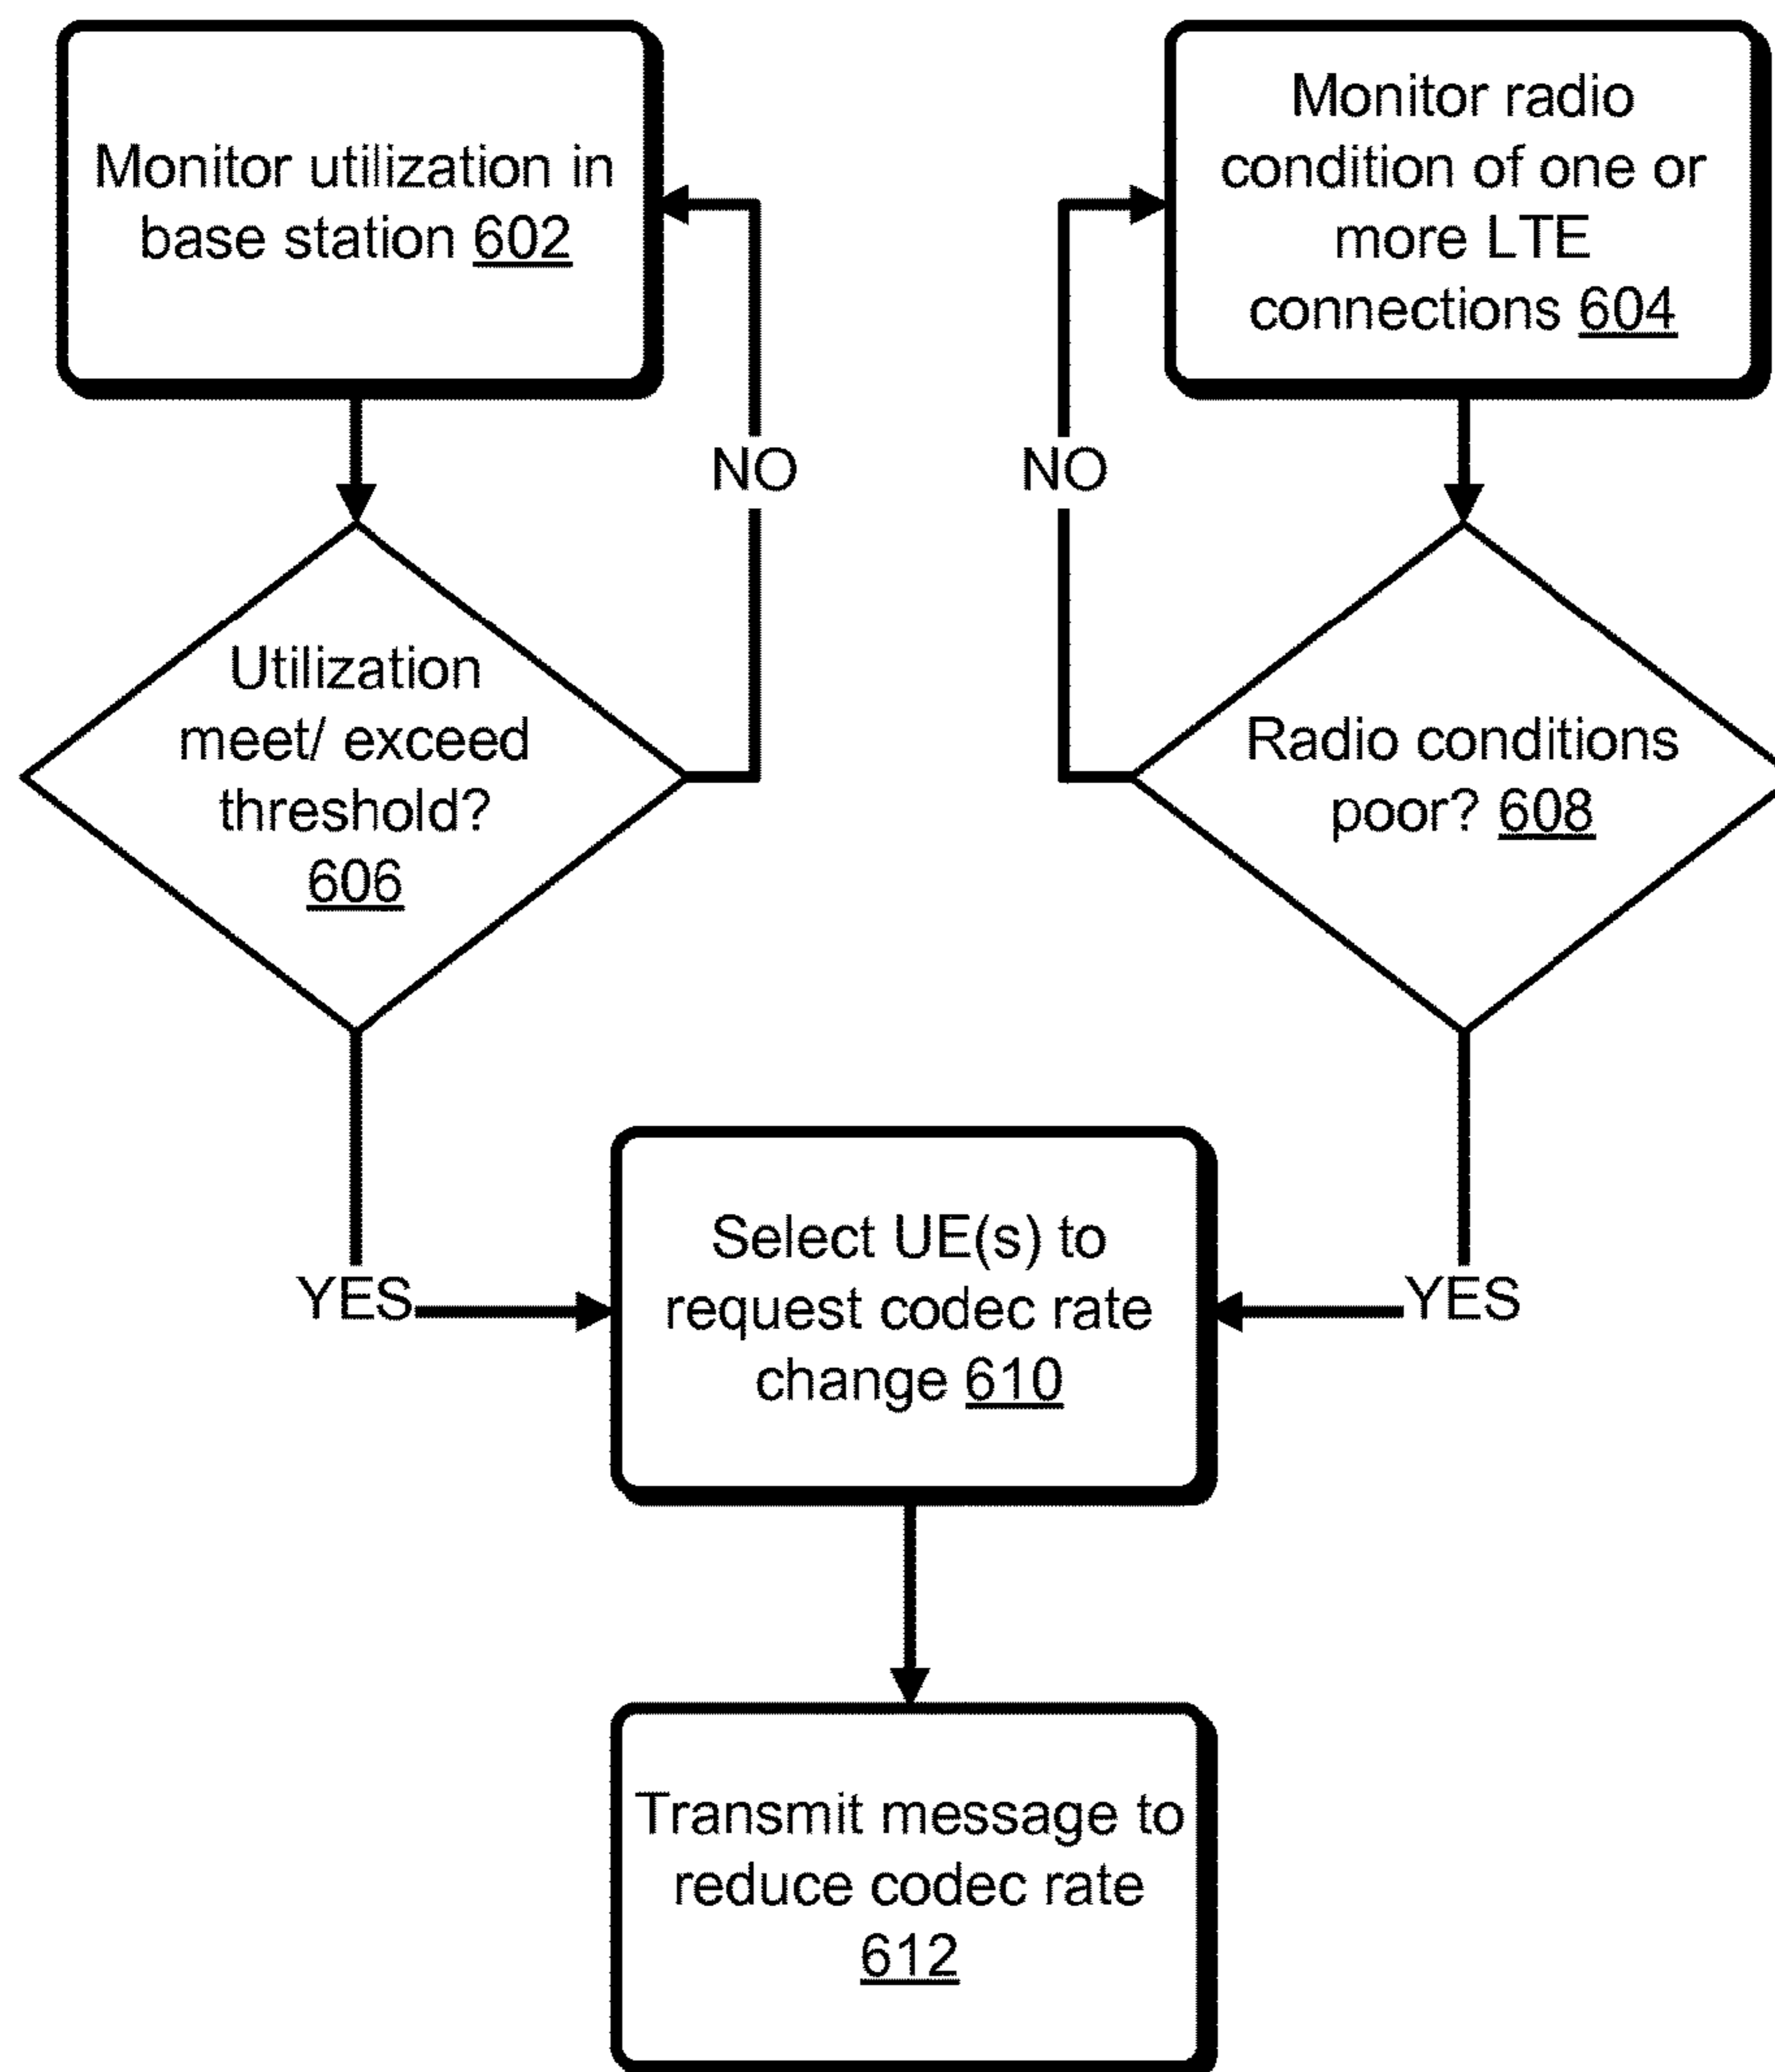 Monitor utilization in
base station 602
Monitor radio
condition of one or
more LTE
connections 604
NO
NO
Utilization
meet/ exceed
threshold?
606
Radio conditions
poor? 608
YES
YES
Select UE(s) to
request codec rate
change 610
Transmit message to
reduce codec rate
612